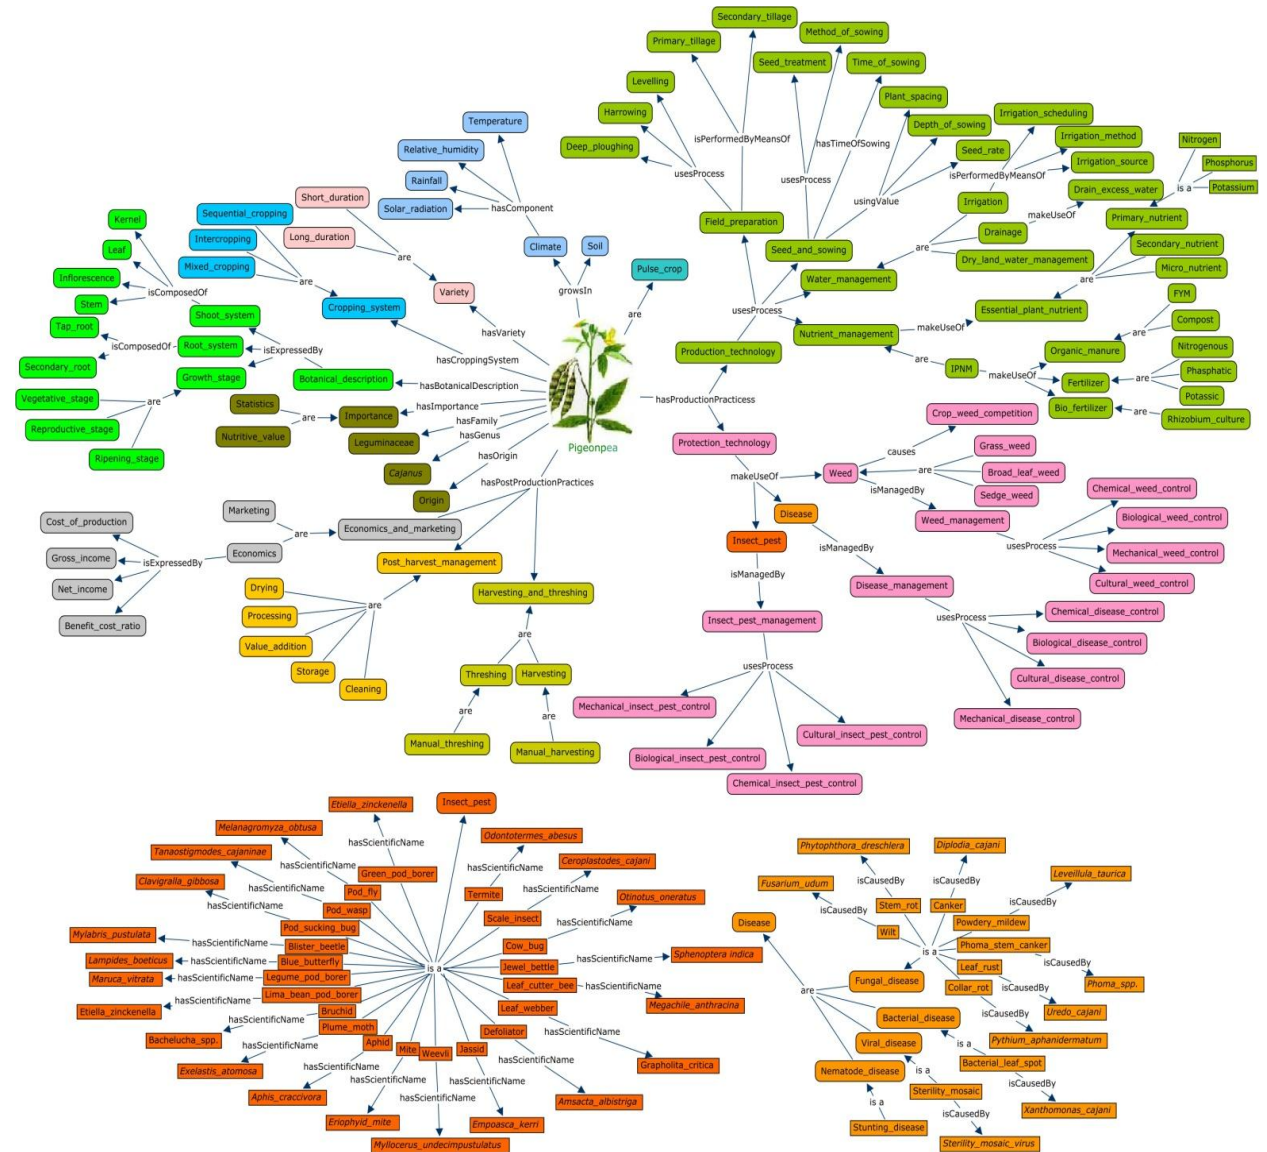 Secondary_tillage
Method_of_sowing
Primary_tillage
Seed_treatment
Time_of_sowing
Levelling
Plant_spacing
Harrowing
Irrigation_scheduling
Temperature
Depth_of_sowing
Irrigation_method
Nitrogen
isPerformedByMeansOf
hasTimeOfSowing
Deep_ploughing
Relative_humidity
Seed_rate
Irrigation_source
Phosphorus
usesProcess
usesProcess
isPerformedByMeansOf
Rainfall
Drain_excess_water
is a
Potassium
Short_duration
Solar_radiation
hasComponent
usingValue
Irrigation
Kernel
Sequential_cropping
Field_preparation
makeUseOf
Primary_nutrient
Long_duration
Drainage
Intercropping
Climate
Soil
Seed_and_sowing
are
Secondary_nutrient
Leaf
are
Dry_land_water_management
Mixed_cropping
Pulse_crop
Micro_nutrient
Inflorescence
are
Water_management
are
isComposedOf
growsIn
Variety
FYM
Stem
Cropping_system
usesProcess
Essential_plant_nutrient
Shoot_system
are
Compost
Tap_root
hasVariety
Nutrient_management
makeUseOf
are
isComposedOf
Root_system
isExpressedBy
Production_technology
Organic_manure
Nitrogenous
hasCroppingSystem
are
Secondary_root
IPNM
Phasphatic
Growth_stage
Botanical_description
hasBotanicalDescription
makeUseOf
Fertilizer
are
Vegetative_stage
are
Statistics
hasImportance
hasProductionPracticess
Potassic
Bio_fertilizer
are
Importance
Crop_weed_competition
Rhizobium_culture
Reproductive_stage
are
hasFamily
Nutritive_value
Leguminaceae
hasGenus
Protection_technology
Grass_weed
Ripening_stage
Pigeonpea
causes
hasOrigin
Cajanus
makeUseOf
Weed
are
Broad_leaf_weed
hasPostProductionPractices
isManagedBy
Chemical_weed_control
Origin
Sedge_weed
Marketing
Disease
Weed_management
Biological_weed_control
Cost_of_production
Economics_and_marketing
are
Insect_pest
isManagedBy
usesProcess
Mechanical_weed_control
Gross_income
isExpressedBy
Economics
Post_harvest_management
isManagedBy
Disease_management
Cultural_weed_control
Net_income
Drying
Harvesting_and_threshing
are
Chemical_disease_control
Processing
Insect_pest_management
usesProcess
Benefit_cost_ratio
are
Biological_disease_control
Value_addition
usesProcess
Storage
Threshing
Harvesting
Cultural_disease_control
Cleaning
Mechanical_insect_pest_control
are
are
Mechanical_disease_control
Cultural_insect_pest_control
Manual_threshing
Manual_harvesting
Biological_insect_pest_control
Chemical_insect_pest_control
Etiella_zinckenella
Insect_pest
Melanagromyza_obtusa
Odontotermes_abesus
hasScientificName
Phytophthora_dreschlera
Diplodia_cajani
Tanaostigmodes_cajaninae
hasScientificName
hasScientificName
Ceroplastodes_cajani
Green_pod_borer
Leveillula_taurica
Clavigralla_gibbosa
hasScientificName
Pod_fly
Termite
hasScientificName
Fusarium_udum
isCausedBy
isCausedBy
Otinotus_oneratus
hasScientificName
Pod_wasp
Scale_insect
isCausedBy
Stem_rot
Canker
isCausedBy
Pod_sucking_bug
hasScientificName
Disease
Wilt
Powdery_mildew
Mylabris_pustulata
hasScientificName
Blister_beetle
Cow_bug
Phoma_stem_canker
Lampides_boeticus
hasScientificName
Blue_butterfly
is a
Jewel_bettle
hasScientificName
Sphenoptera indica
is a
isCausedBy
Maruca_vitrata
hasScientificName
Legume_pod_borer
Leaf_cutter_bee
hasScientificName
Fungal_disease
Leaf_rust
Phoma_spp.
Lima_bean_pod_borer
Collar_rot
isCausedBy
Etiella_zinckenella
hasScientificName
Bruchid
Leaf_webber
Megachile_anthracina
are
Uredo_cajani
hasScientificName
Plume_moth
Defoliator
hasScientificName
Bacterial_disease
isCausedBy
Bachelucha_spp.
Aphid
Mite
Weevli
Jassid
Viral_disease
is a
Pythium_aphanidermatum
hasScientificName
hasScientificName
Grapholita_critica
Bacterial_leaf_spot
Exelastis_atomosa
hasScientificName
hasScientificName
Nematode_disease
is a
isCausedBy
Aphis_craccivora
hasScientificName
Amsacta_albistriga
Sterility_mosaic
is a
isCausedBy
Xanthomonas_cajani
Eriophyid_mite
Empoasca_kerri
Stunting_disease
Myllocerus_undecimpustulatus
Sterility_mosaic_virus